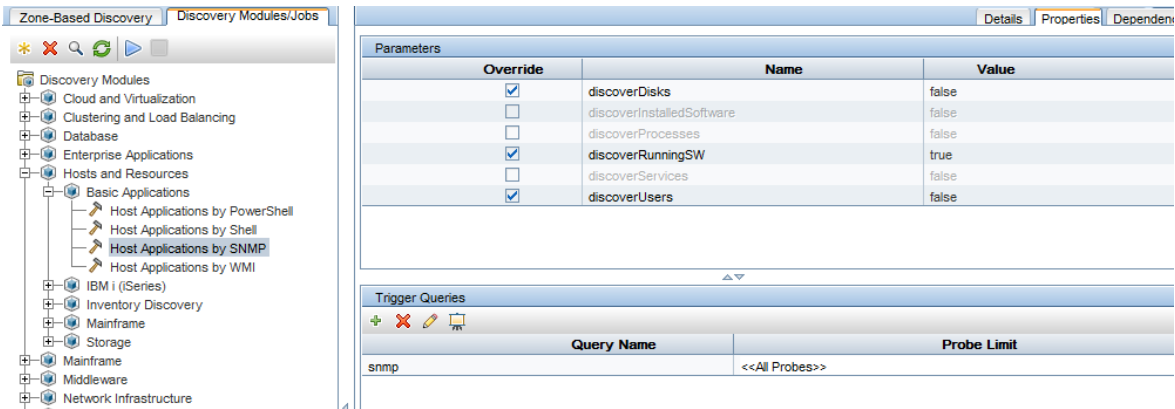 Zone-Based Discovery Discovery Modules/Jobs
Discovery Modules
Cloud and Virtualization
Clustering and Load Balancing
Database
Enterprise Applications
Hosts and Resources
Basic Applications
Host Applications by PowerShell
Host Applications by Shell
Host Applications by SNMP
Host Applications by WMI
IBM i (iSeries)
Inventory Discovery
Mainframe
Storage
Mainframe
Middleware
Network Infrastructure
Details Properties Dependenc
Parameters
Override Name Value
discoverDisks false
discoverInstalledSoftware false
discoverProcesses false
discoverRunningSW true
discoverServices false
discoverUsers false
Trigger Queries
Query Name Probe Limit
snmp <<All Probes>>